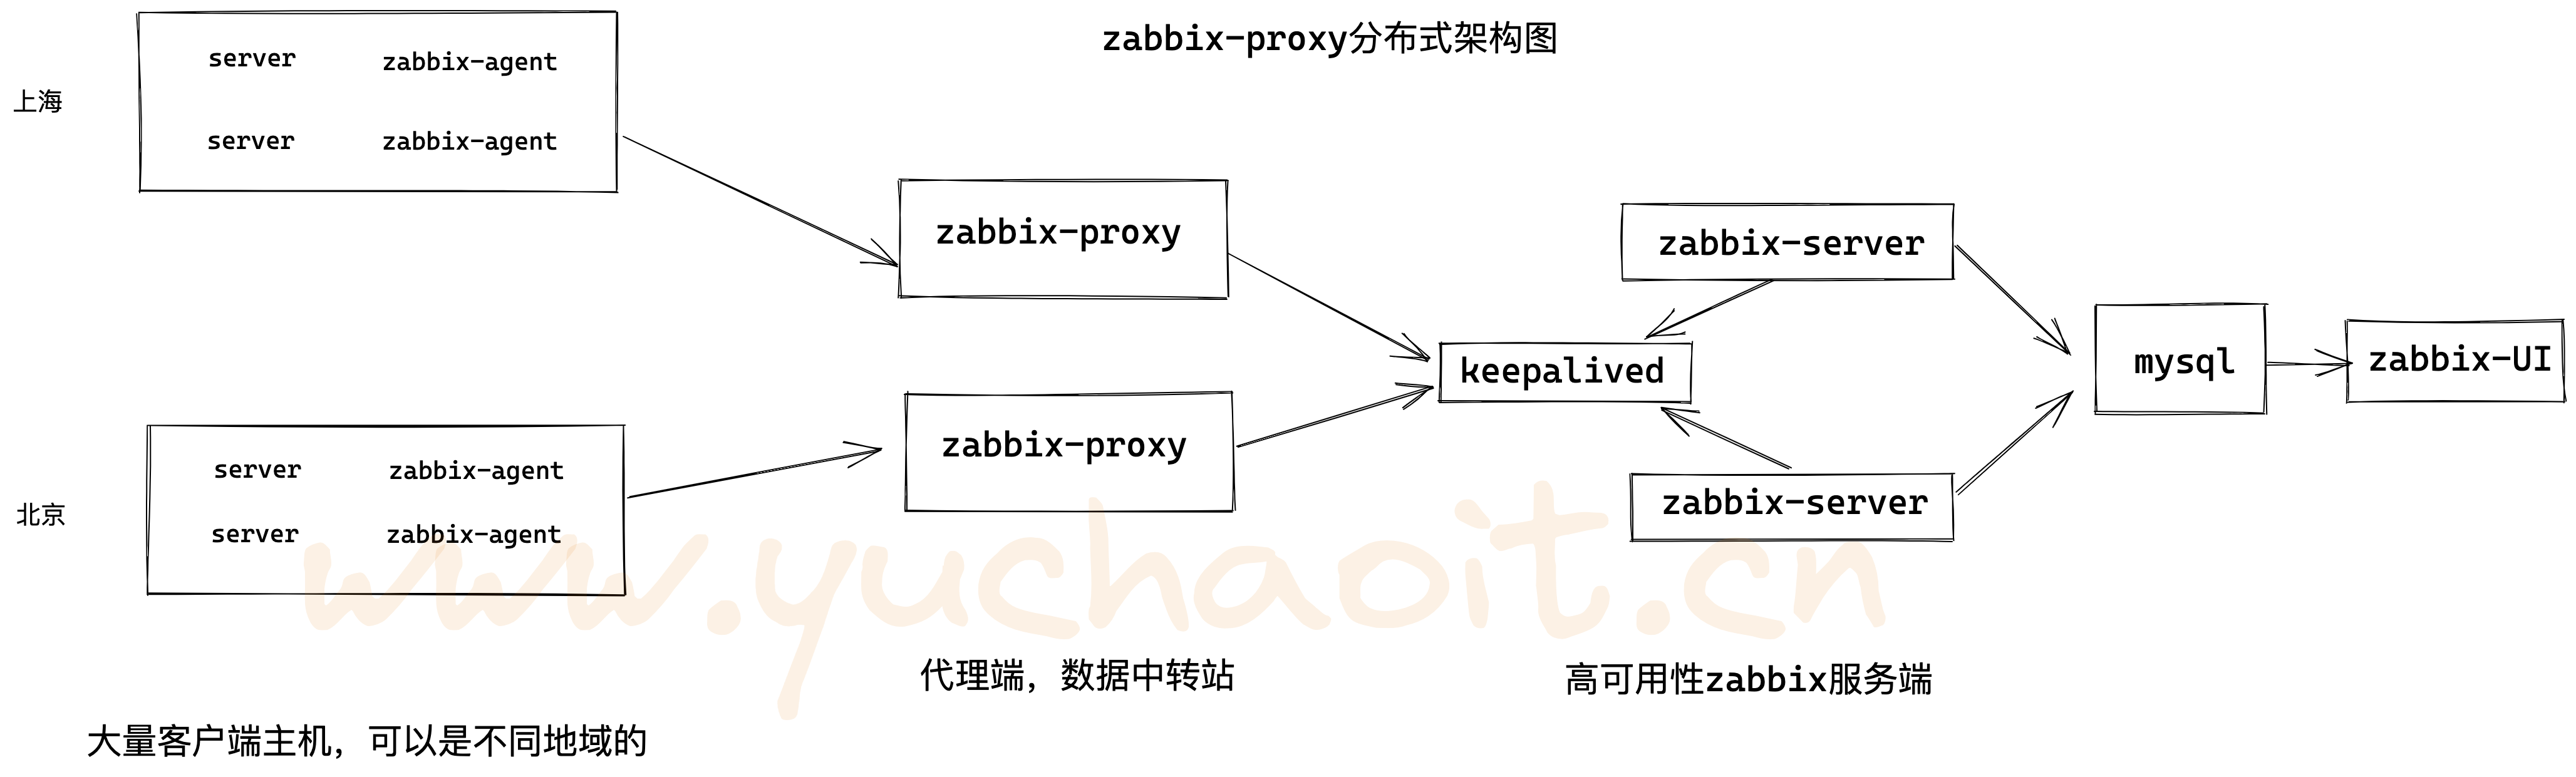 zabbix-proxy分布式架构图
上海
server zabbix-agent
server zabbix-agent
zabbix-proxy
zabbix-server
keepalived
mysql
zabbix-UI
北京
server zabbix-agent
server zabbix-agent
zabbix-proxy
zabbix-server
www.yuchaoit.cn
代理端，数据中转站
高可用性zabbix服务端
大量客户端主机，可以是不同地域的